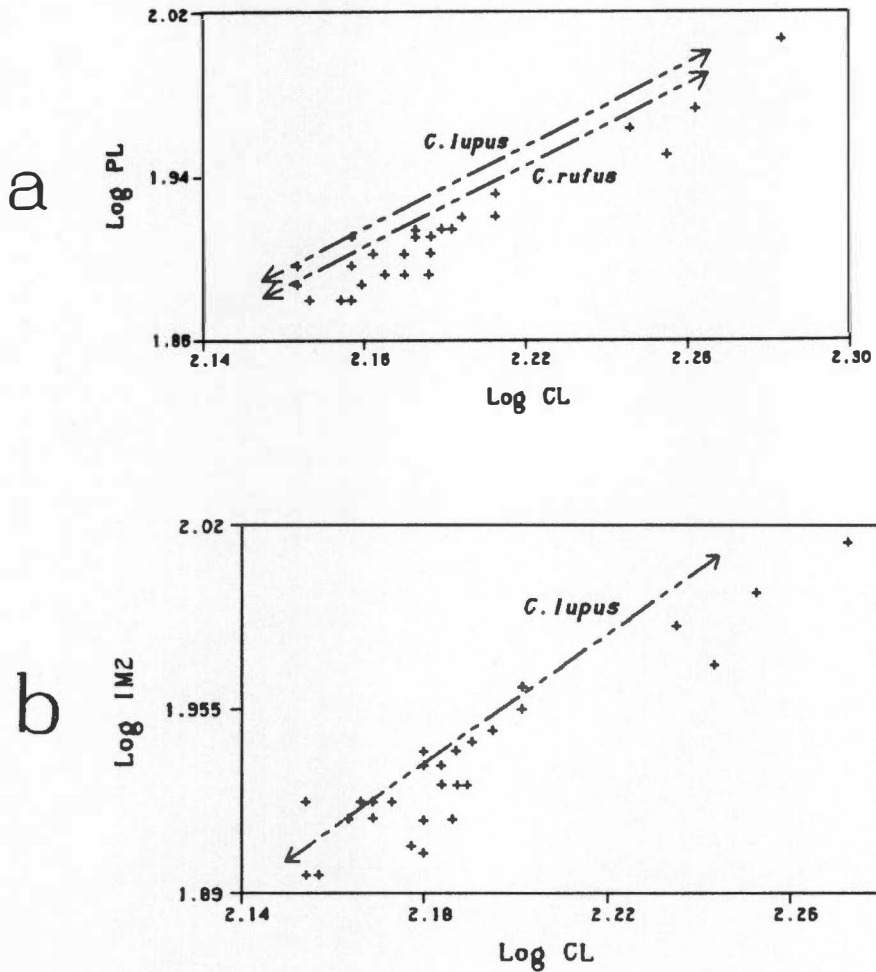 a
2.02
Log PL
1.94
1.86
C. lupus
C. rufus
2.14
2.18
2.22
2.26
2.30
Log CL
b
2.02
Log IM2
1.955
1.89
C. lupus
2.14
2.18
2.22
2.26
Log CL